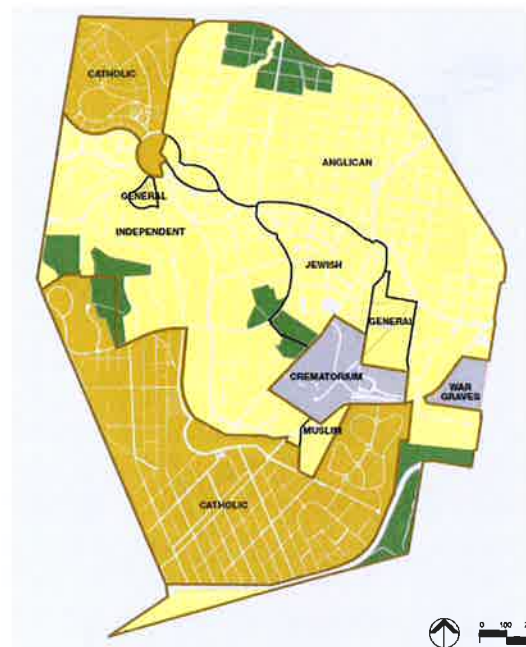 CATHOLIC
ANGLICAN
GENERAL
INDEPENDENT
JEWISH
GENERAL
CREMATORIUM
WAR
GRAVES
MUSLIM
CATHOLIC
0 100